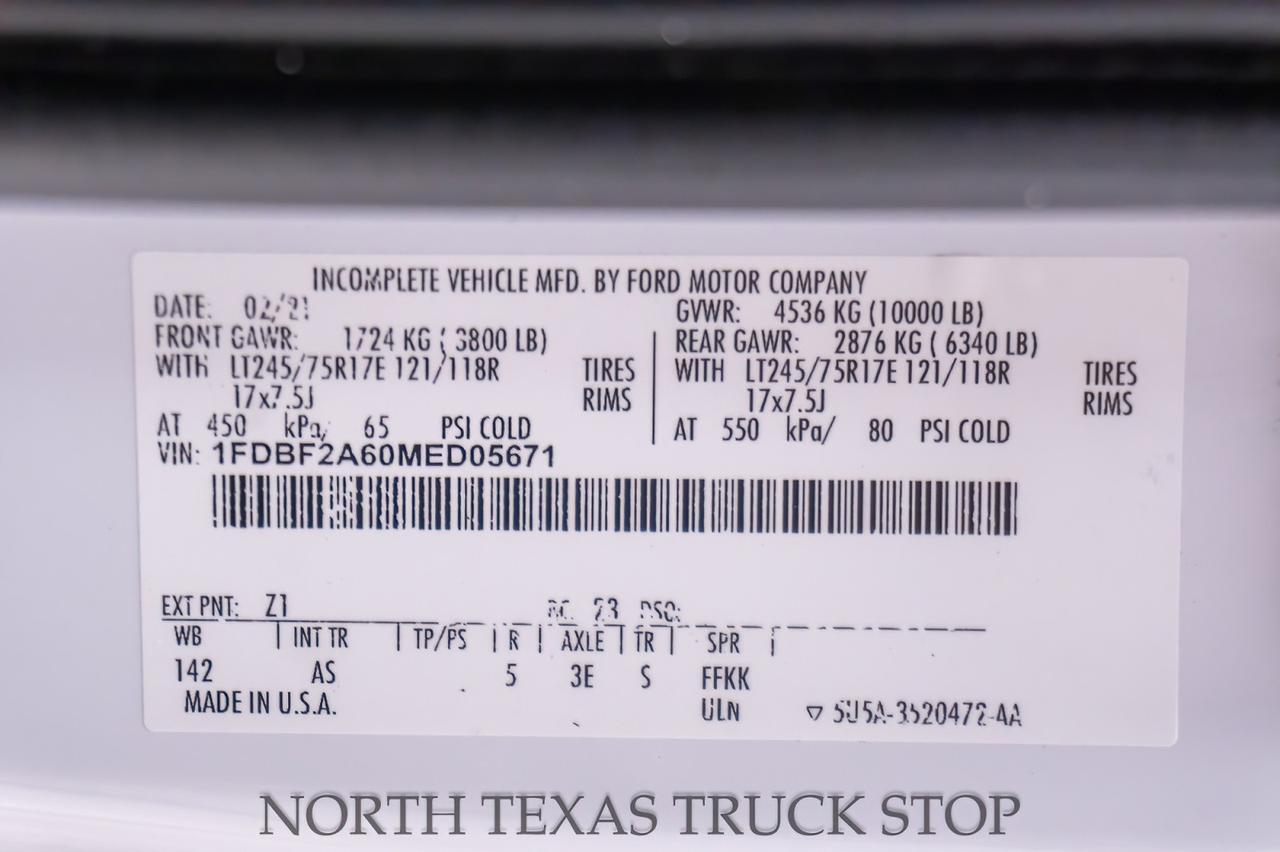 INCOMPLETE VEHICLE MFD. BY FORD MOTOR COMPANY
DATE: 02/21 GVWR: 4536 KG (10000 LB)
FRONT GAWR: 1724 KG ( 3800 LB) REAR GAWR: 2876 KG ( 6340 LB)
WITH LT245/75R17E 121/118R TIRES WITH LT245/75R17E 121/118R TIRES
17x7.5J RIMS 17x7.5J RIMS
AT 450 kPa/ 65 PSI COLD AT 550 kPa/ 80 PSI COLD
VIN: 1FDBF2A60MED05671
EXT PNT: Z1 RC: 23 DSO:
WB INT TR TP/PS R AXLE TR SPR
142 AS 5 3E S FFKK
MADE IN U.S.A. ULN ▽ 5U5A-3520472-AA
NORTH TEXAS TRUCK STOP